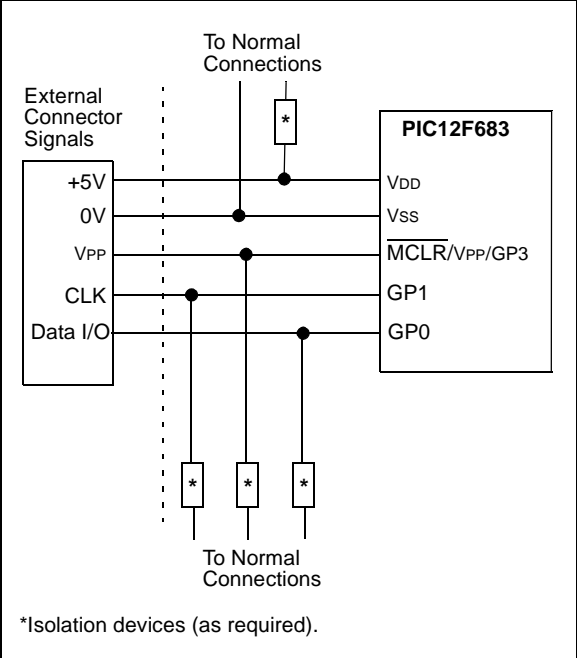 To Normal
Connections
External
Connector
Signals
*
PIC12F683
+5V
VDD
0V
VSS
VPP
MCLR/VPP/GP3
CLK
GP1
Data I/O
GP0
* * *
To Normal
Connections
*Isolation devices (as required).